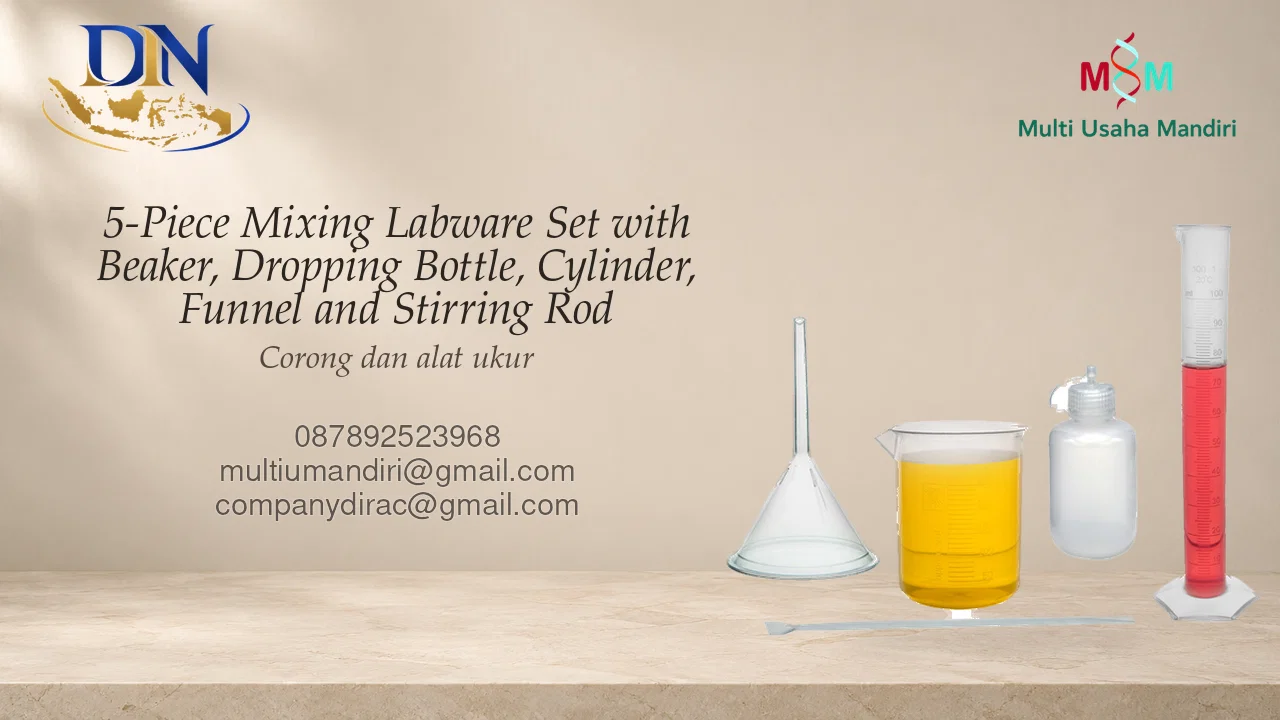 DIN
M M
Multi Usaha Mandiri
5-Piece Mixing Labware Set with
Beaker, Dropping Bottle, Cylinder,
Funnel and Stirring Rod
Corong dan alat ukur
087892523968
multiumandiri@gmail.com
companydirac@gmail.com